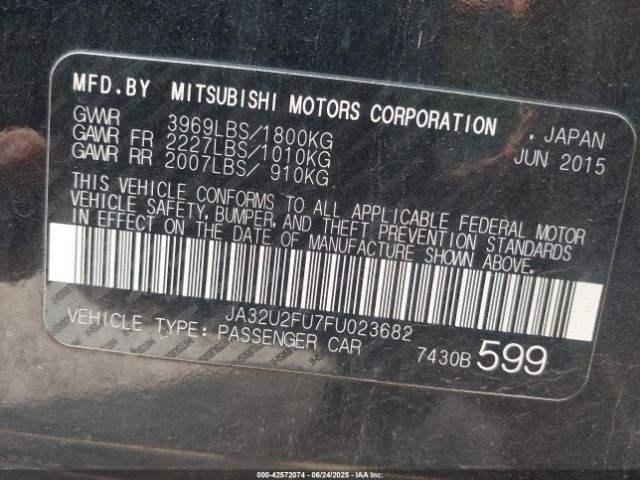 MFD.BY MITSUBISHI MOTORS CORPORATION , JAPAN
GVWR 3969LBS/1800KG JUN 2015
GAWR FR 2227LBS/1010KG
GAWR RR 2007LBS/ 910KG
THIS VEHICLE CONFORMS TO ALL APPLICABLE FEDERAL MOTOR
VEHICLE SAFETY, BUMPER, AND THEFT PREVENTION STANDARDS
IN EFFECT ON THE DATE OF MANUFACTURE SHOWN ABOVE.
JA32U2FU7FU023682
VEHICLE TYPE: PASSENGER CAR
7430B 599
000-42572074 | 06/24/2025 - IAA Inc.